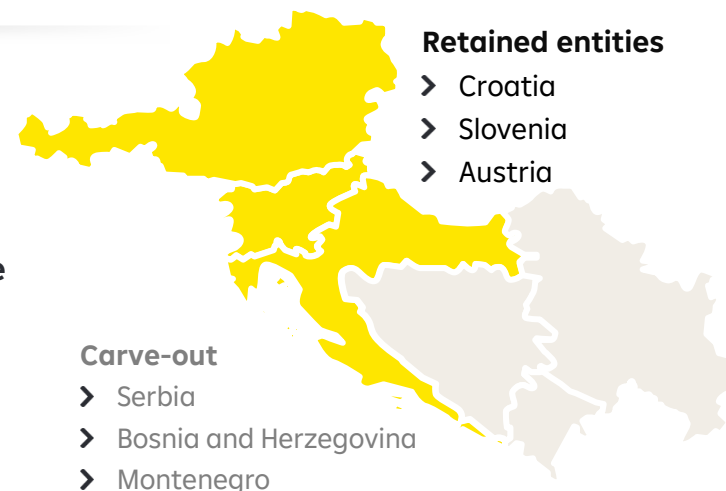 Retained entities
Croatia
Slovenia
Austria
e
Carve-out
Serbia
Bosnia and Herzegovina
Montenegro